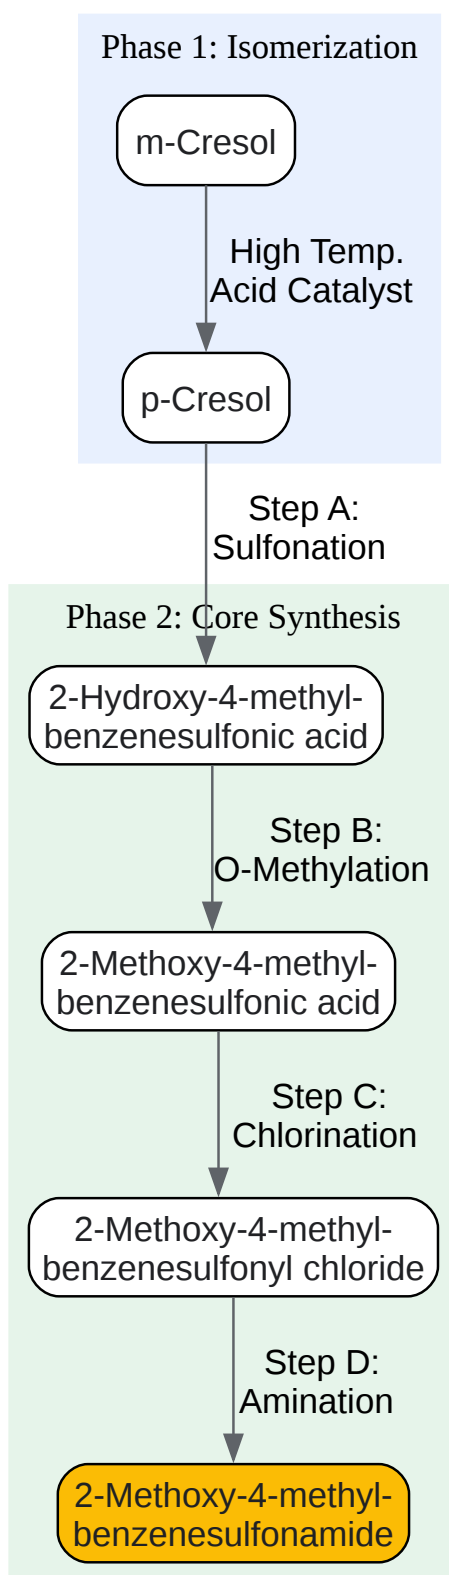 Phase 1: Isomerization
m-Cresol
High Temp.
Acid Catalyst
p-Cresol
Step A:
Sulfonation
Phase 2: Core Synthesis
2-Hydroxy-4-methyl-
benzenesulfonic acid
Step B:
O-Methylation
2-Methoxy-4-methyl-
benzenesulfonic acid
Step C:
Chlorination
2-Methoxy-4-methyl-
benzenesulfonyl chloride
Step D:
Amination
2-Methoxy-4-methyl-
benzenesulfonamide